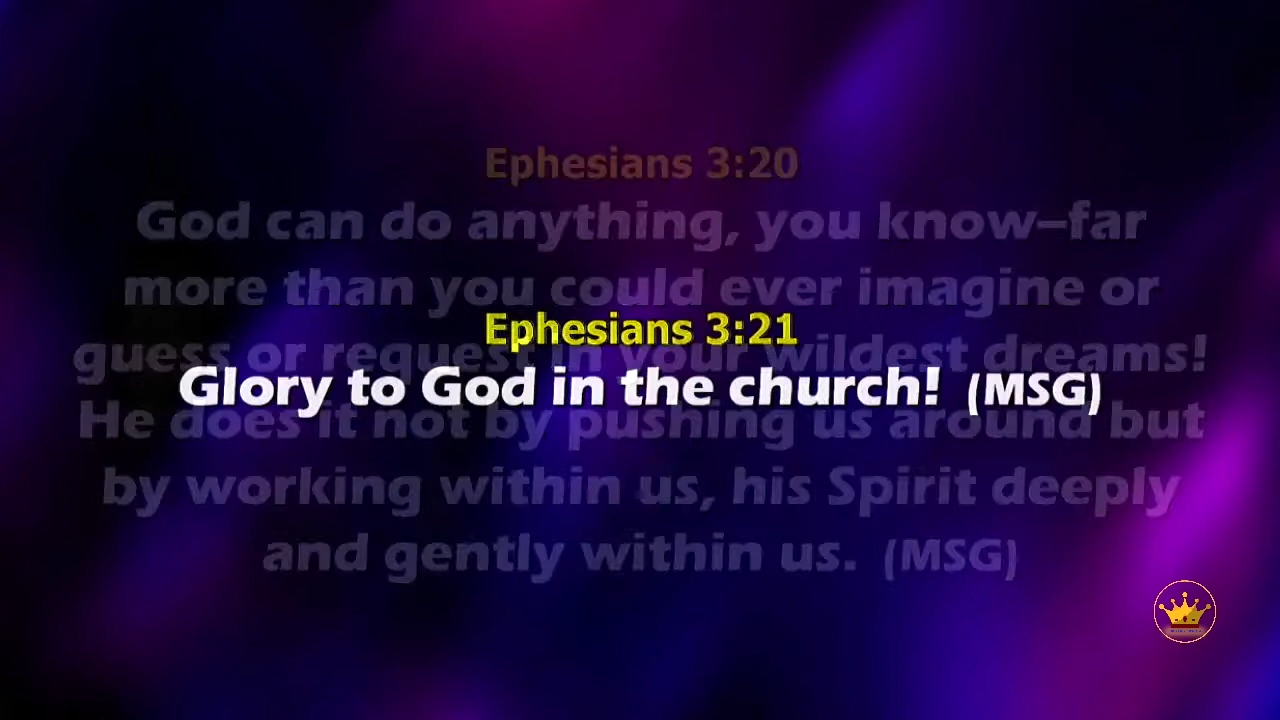 Ephesians 3:20
God can do anything, you know–far
more than you could ever imagine or
Ephesians 3:21
guess or request in your wildest dreams!
Glory to God in the church! (MSG)
He does it not by pushing us around but
by working within us, his Spirit deeply
and gently within us. (MSG)